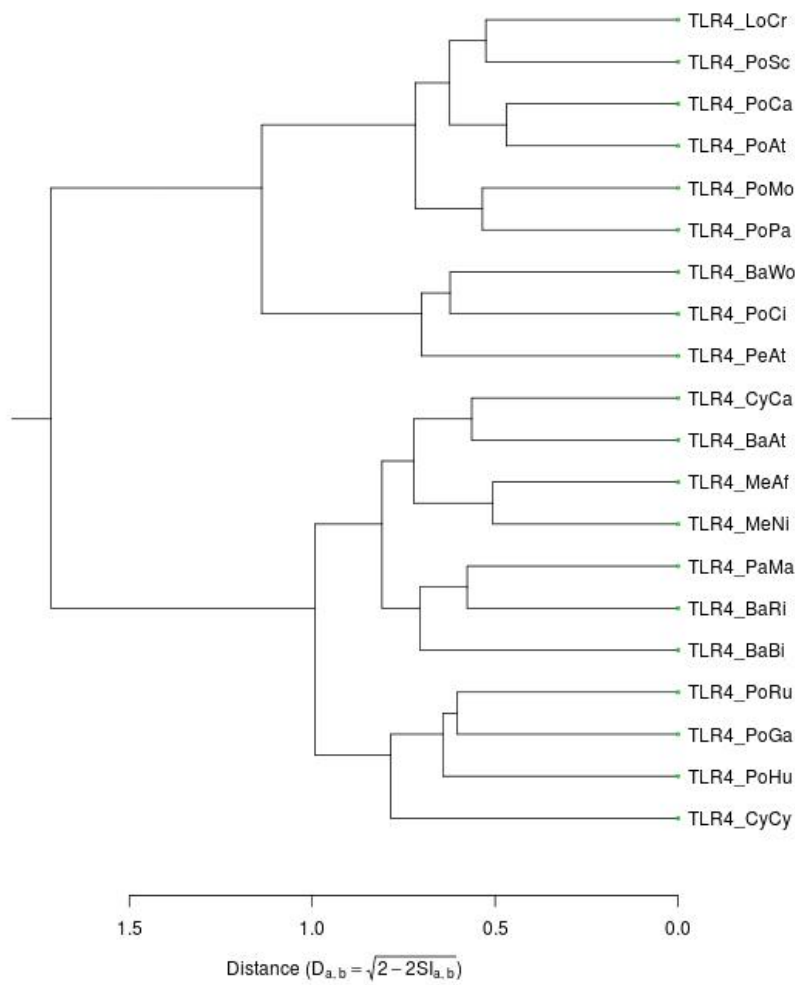 TLR4_LoCr
TLR4_PoSc
TLR4_PoCa
TLR4_PoAt
TLR4_PoMo
TLR4_PoPa
TLR4_BaWo
TLR4_PoCi
TLR4_PeAt
TLR4_CyCa
TLR4_BaAt
TLR4_MeAf
TLR4_MeNi
TLR4_PaMa
TLR4_BaRi
TLR4_BaBi
TLR4_PoRu
TLR4_PoGa
TLR4_PoHu
TLR4_CyCy
1.5 1.0 0.5 0.0
Distance (Da,b = √2 − 2SIa,b)